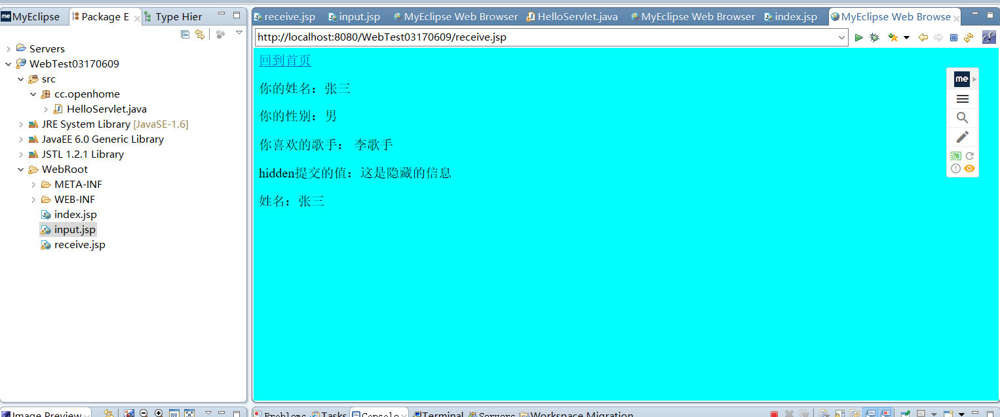 MyEclipse Package E Type Hier
receive.jsp input.jsp MyEclipse Web Browser HelloServlet.java MyEclipse Web Browser index.jsp MyEclipse Web Browse
http://localhost:8080/WebTest03170609/receive.jsp
Servers
WebTest03170609
src
cc.openhome
HelloServlet.java
JRE System Library [JavaSE-1.6]
JavaEE 6.0 Generic Library
JSTL 1.2.1 Library
WebRoot
META-INF
WEB-INF
index.jsp
input.jsp
receive.jsp
回到首页
你的姓名：张三
你的性别：男
你喜欢的歌手： 李歌手
hidden提交的值：这是隐藏的信息
姓名：张三
me
Image Preview
Problems Tasks Console Terminal Servers Workspace Migration